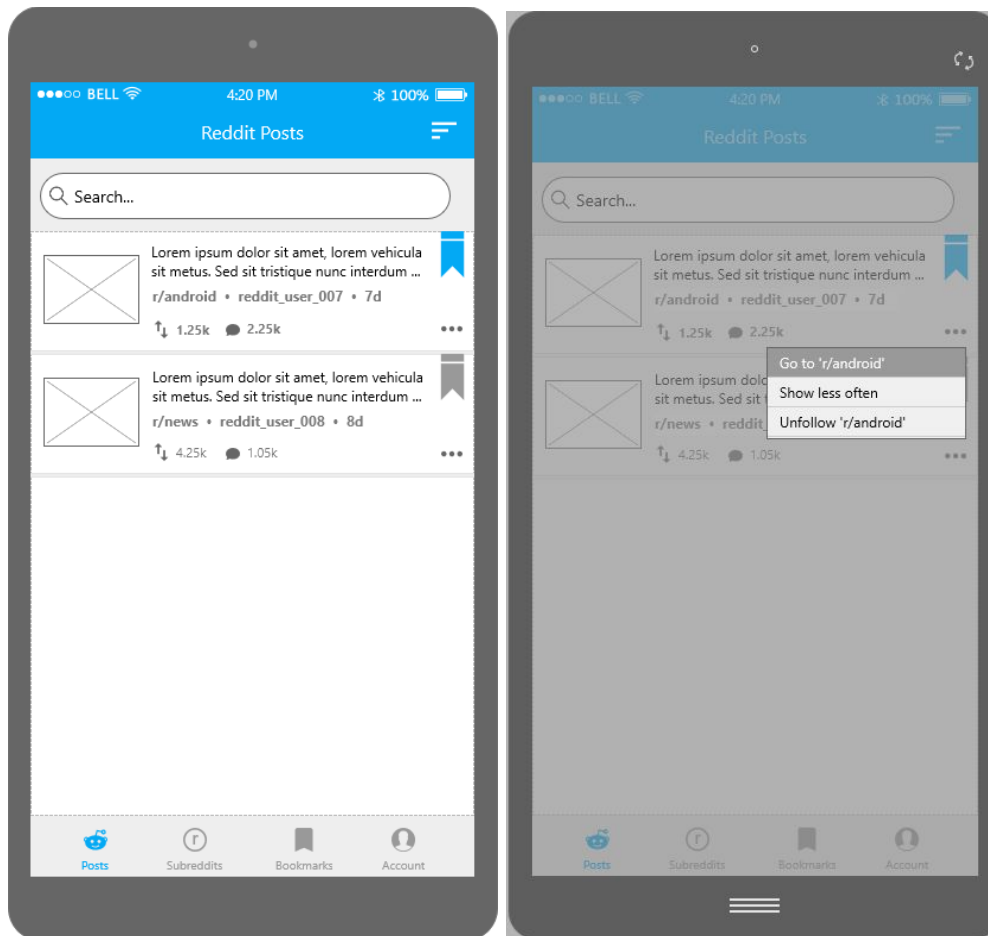 BELL 4:20 PM 100%
Reddit Posts
Search...
Lorem ipsum dolor sit amet, lorem vehicula
sit metus. Sed sit tristique nunc interdum ...
r/android • reddit_user_007 • 7d
1.25k 2.25k
Lorem ipsum dolor sit amet, lorem vehicula
sit metus. Sed sit tristique nunc interdum ...
r/news • reddit_user_008 • 8d
4.25k 1.05k
Posts Subreddits Bookmarks Account
BELL 4:20 PM 100%
Reddit Posts
Search...
Lorem ipsum dolor sit amet, lorem vehicula
sit metus. Sed sit tristique nunc interdum ...
r/android • reddit_user_007 • 7d
1.25k 2.25k
Go to 'r/android'
Show less often
Unfollow 'r/android'
Lorem ipsum dolo
sit metus. Sed sit t
r/news • reddit_
4.25k 1.05k
Posts Subreddits Bookmarks Account